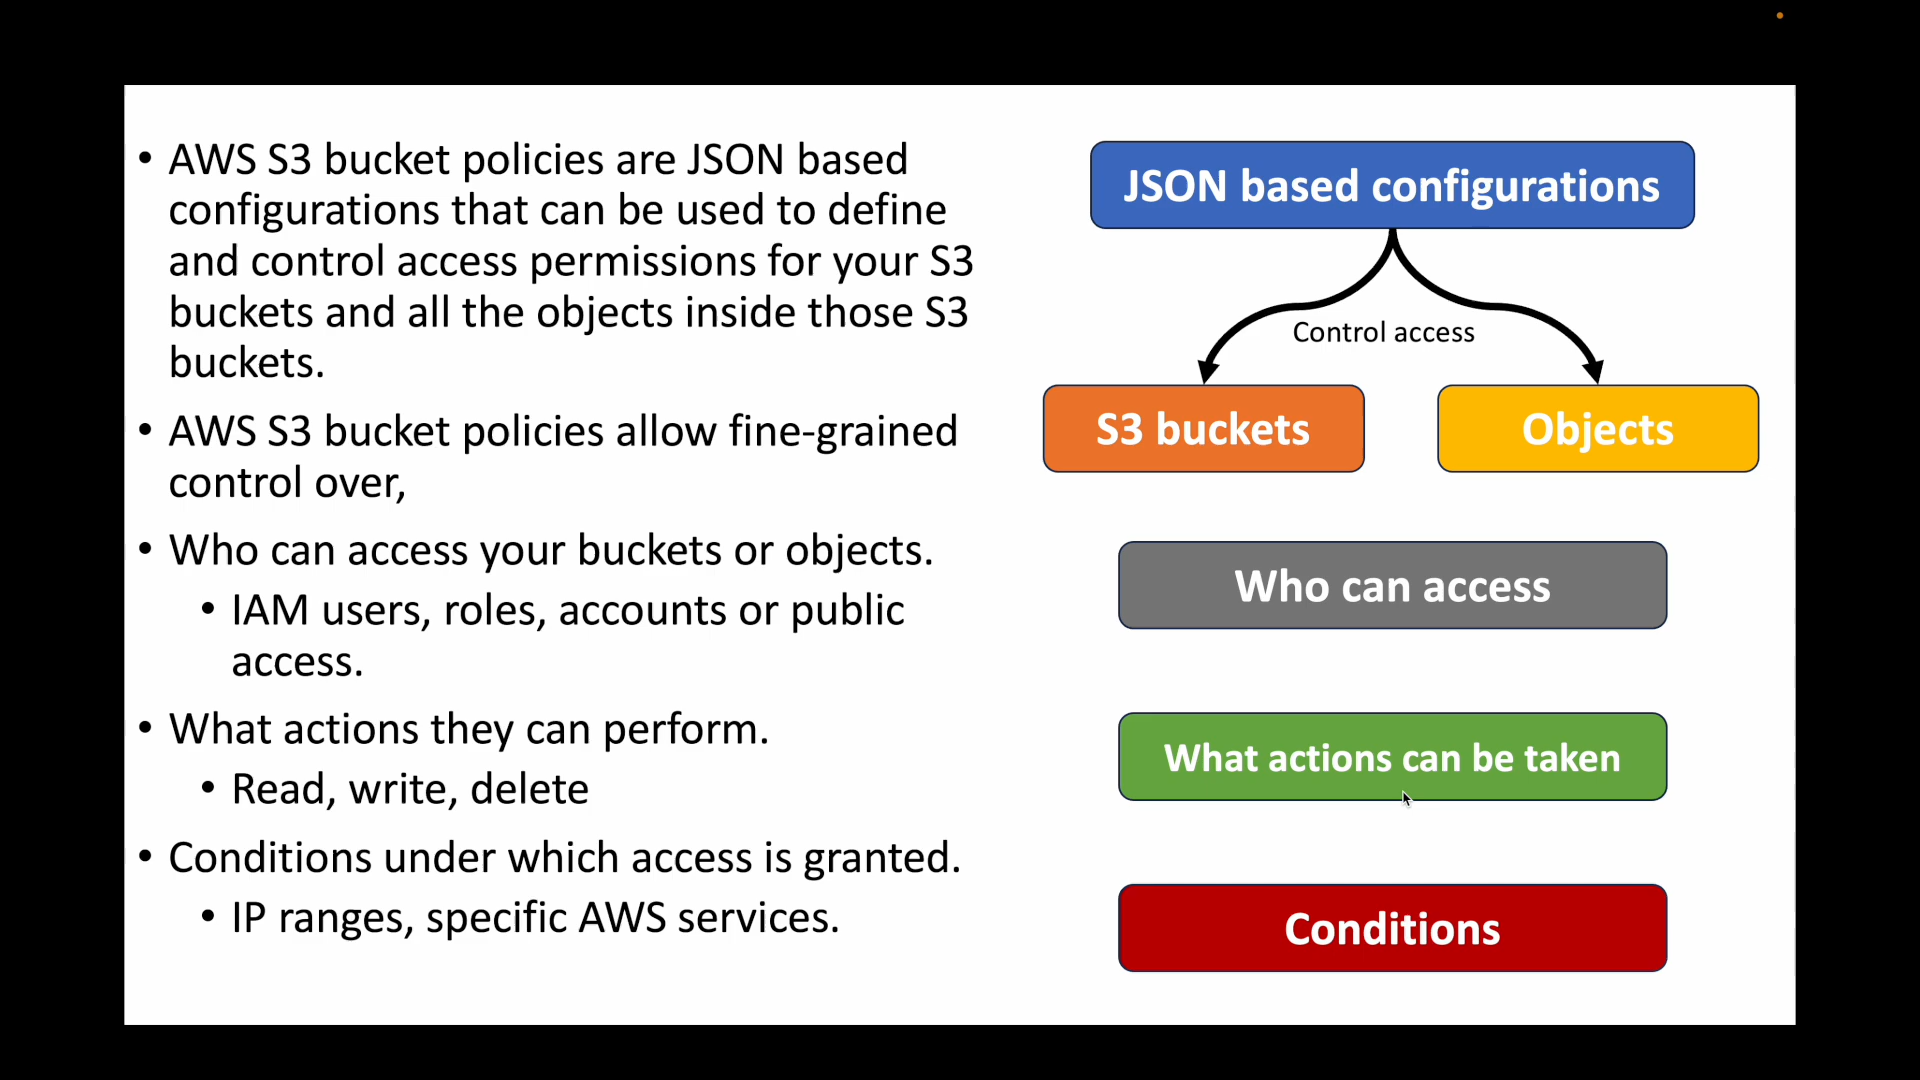 • AWS S3 bucket policies are JSON based
configurations that can be used to define
and control access permissions for your S3
buckets and all the objects inside those S3
buckets.
• AWS S3 bucket policies allow fine-grained
control over,
• Who can access your buckets or objects.
• IAM users, roles, accounts or public
access.
• What actions they can perform.
• Read, write, delete
• Conditions under which access is granted.
• IP ranges, specific AWS services.
JSON based configurations
Control access
S3 buckets
Objects
Who can access
What actions can be taken
Conditions